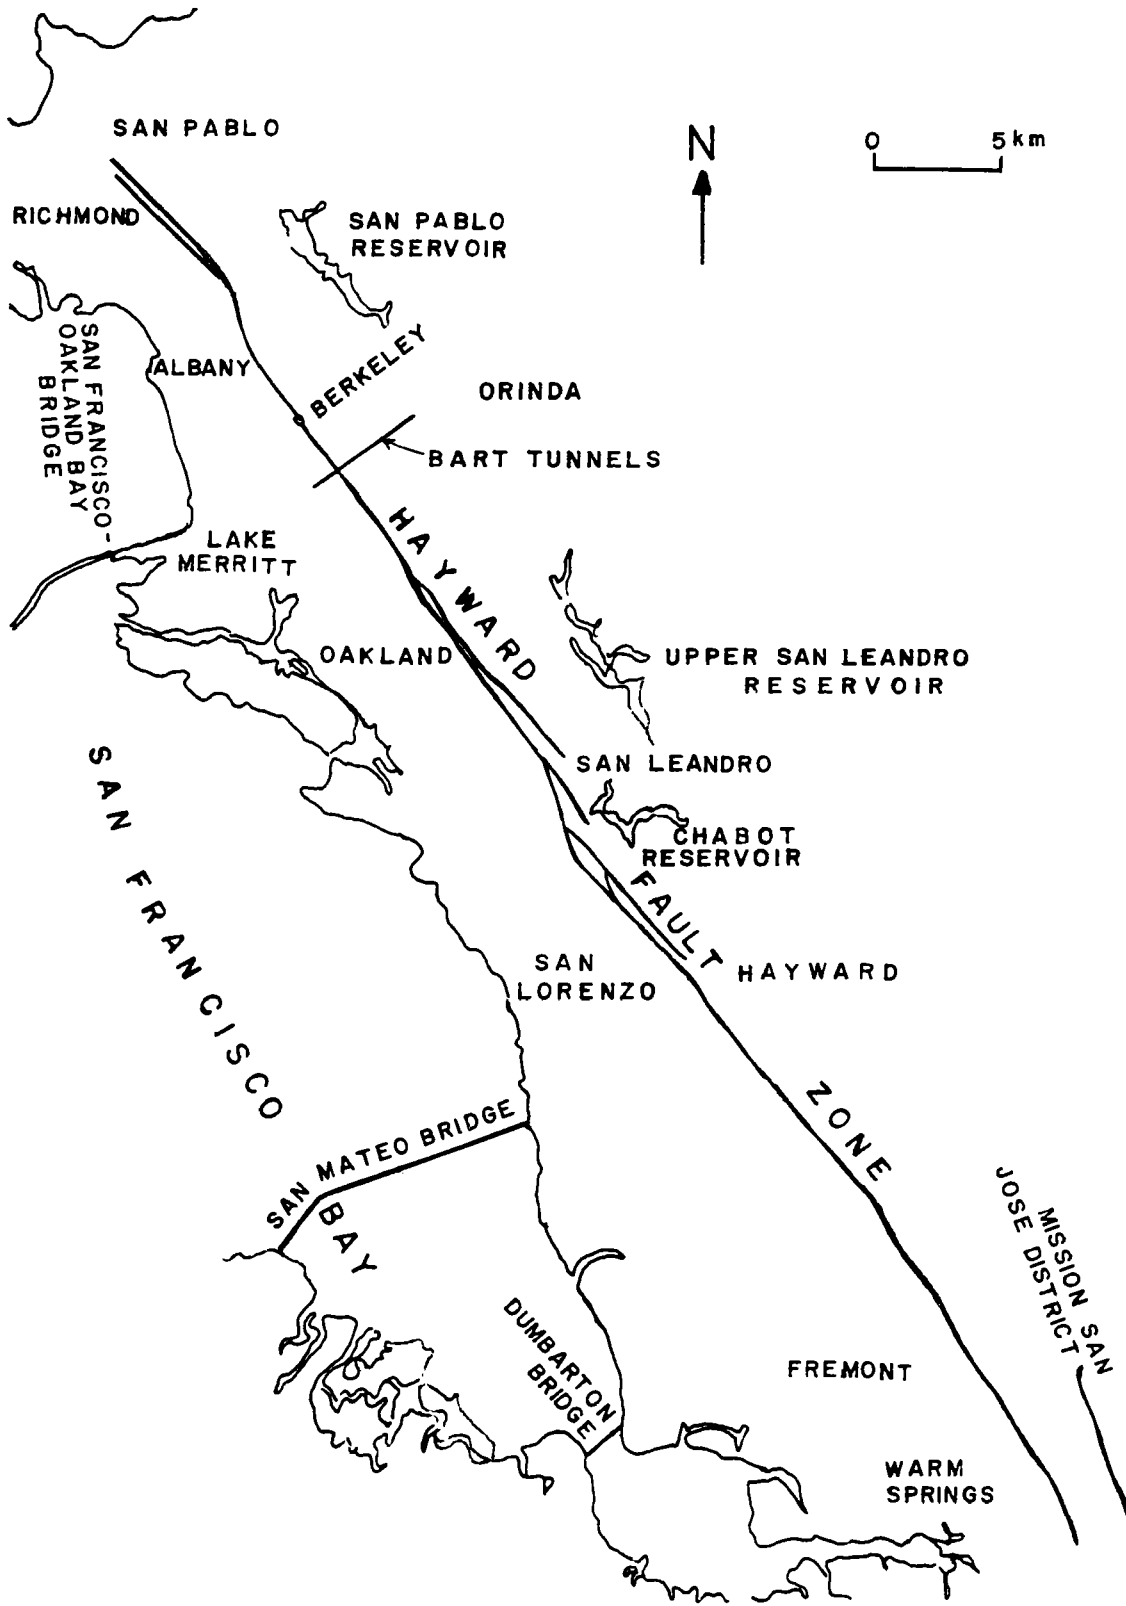 SAN PABLO
N
0 5 km
RICHMOND
SAN PABLO
RESERVOIR
SAN FRANCISCO-
OAKLAND BAY
BRIDGE
ALBANY
BERKELEY
ORINDA
BART TUNNELS
LAKE
MERRITT
HAYWARD
OAKLAND
UPPER SAN LEANDRO
RESERVOIR
SAN LEANDRO
CHABOT
RESERVOIR
FAULT
SAN FRANCISCO
SAN
LORENZO
HAYWARD
ZONE
SAN MATEO BRIDGE
BAY
MISSION SAN
JOSE DISTRICT
DUMBARTON
BRIDGE
FREMONT
WARM
SPRINGS